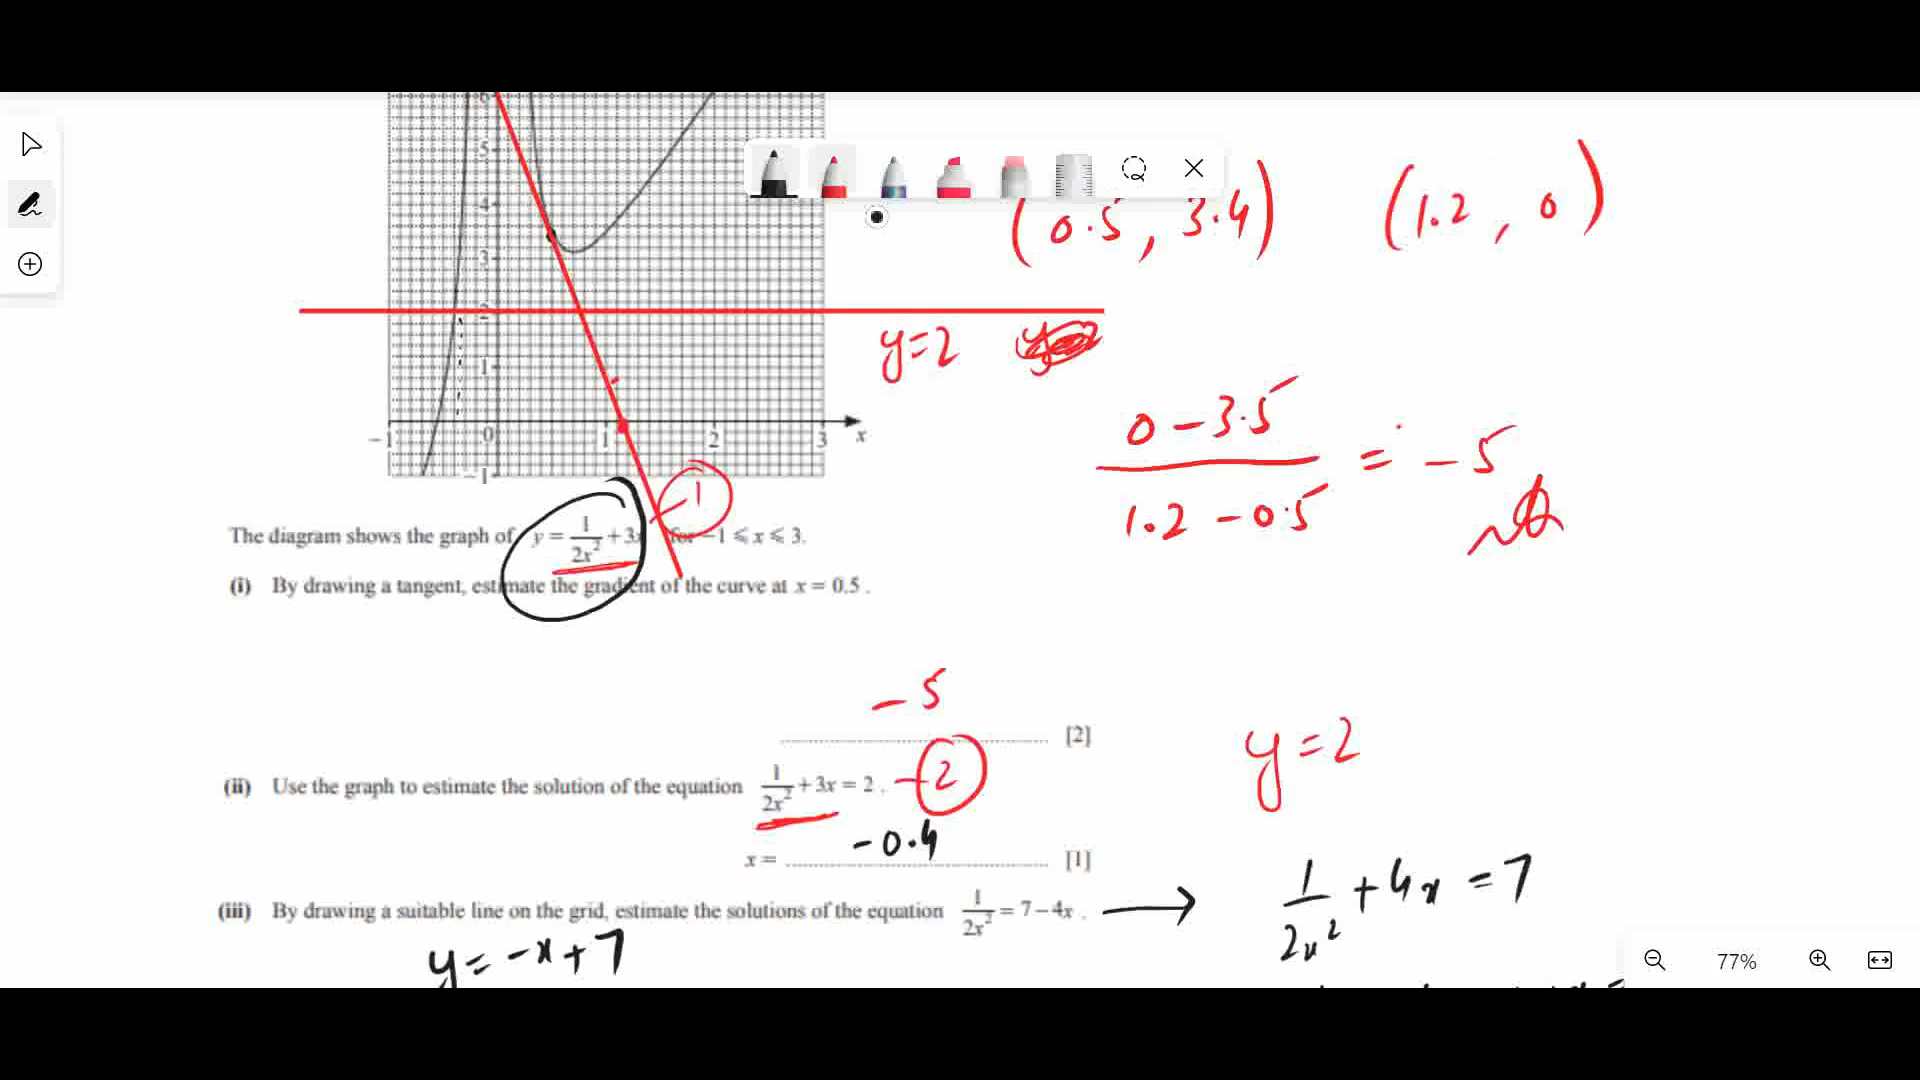 6
5
4
3
2
1
-1 0 1 2 3 x
-1
(0.5, 3.4) (1.2, 0)
y=2
0-3.5
1.2-0.5
= -5
-1
The diagram shows the graph of y = 1/2x² + 3x for −1 ⩽ x ⩽ 3.
(i) By drawing a tangent, estimate the gradient of the curve at x = 0.5 .
-5
[2]
y=2
(ii) Use the graph to estimate the solution of the equation 1/2x² + 3x = 2 . -2
x = -0.4 [1]
(iii) By drawing a suitable line on the grid, estimate the solutions of the equation 1/2x² = 7 − 4x . → 1/2x² + 4x = 7
y = -x+7
77%